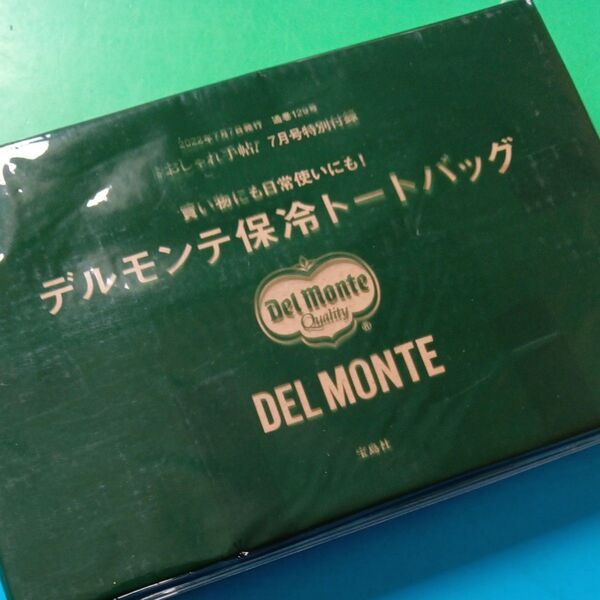 2022年7月7日発行　通巻129号
『おしゃれ手帖』7月号特別付録
買い物にも日常使いにも!
デルモンテ保冷トートバッグ
Del Monte
Quality
®
DEL MONTE
宝島社